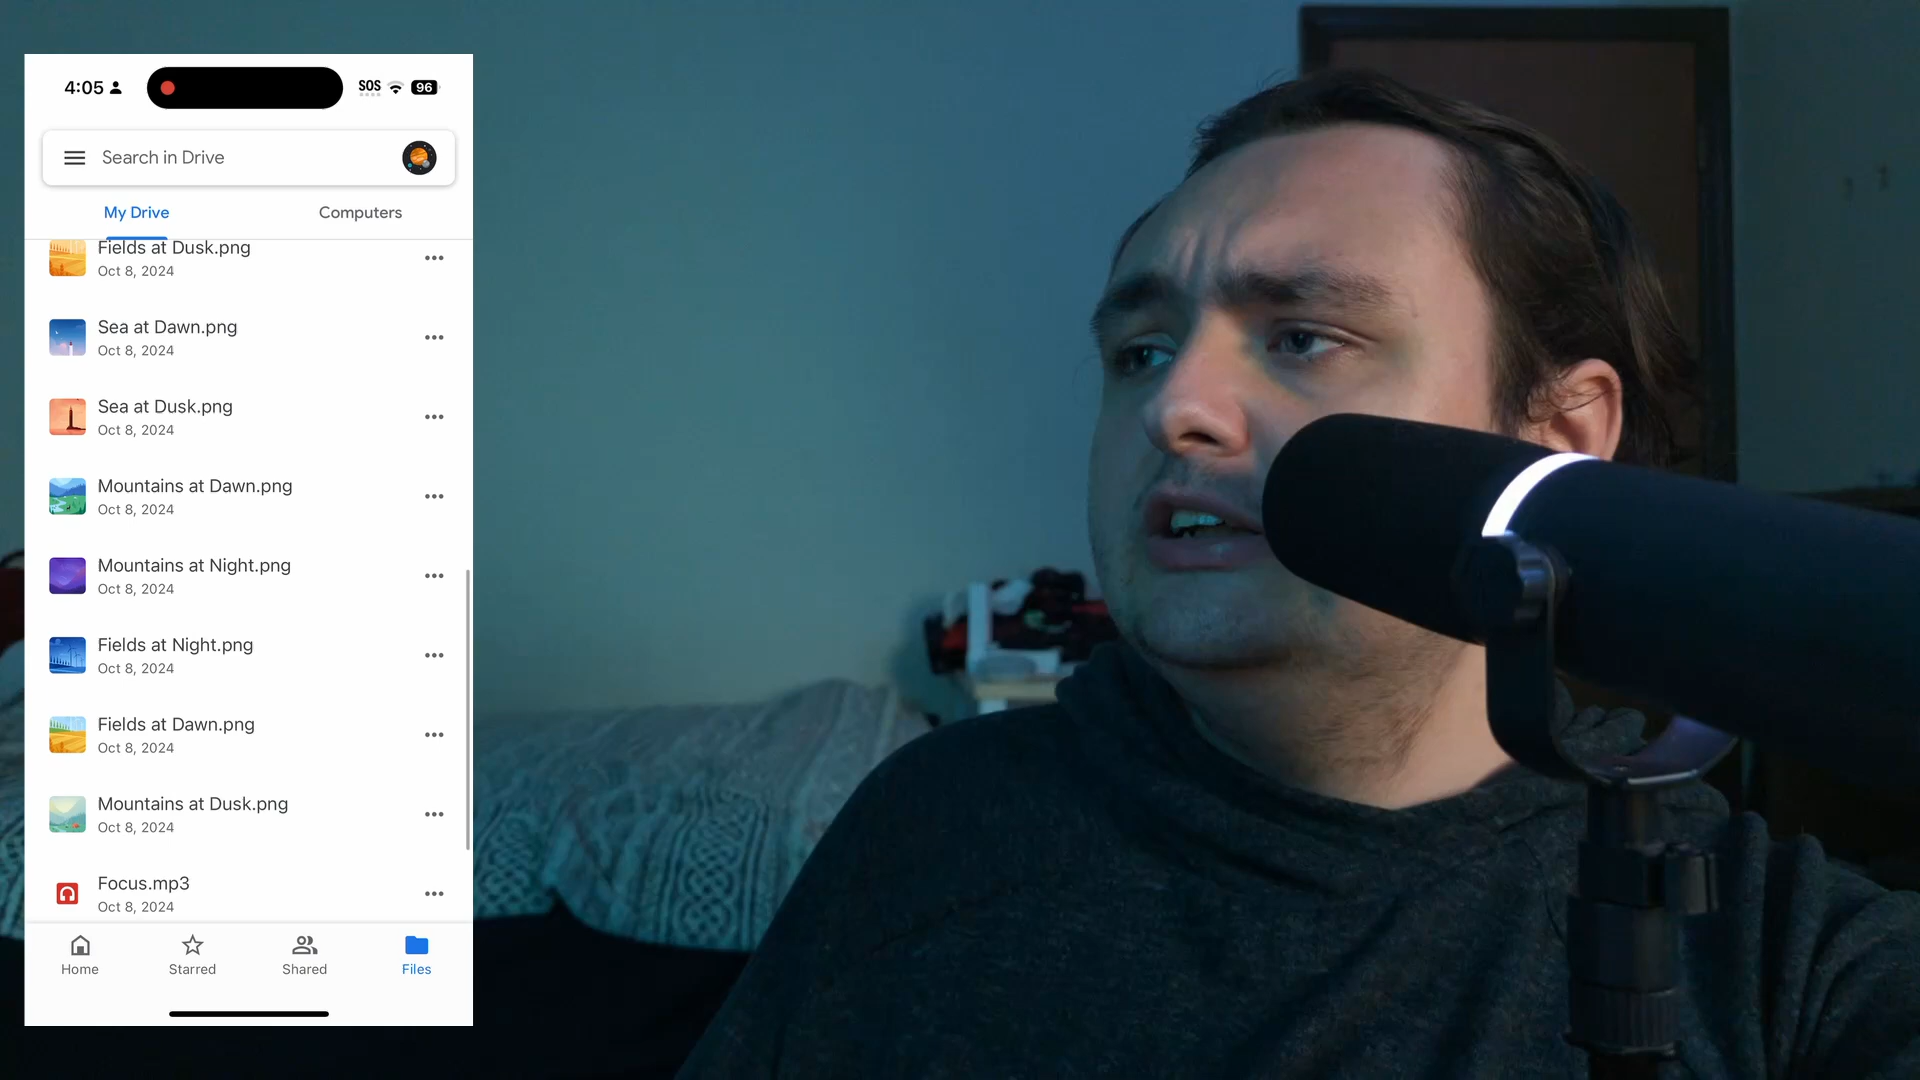 4:05
SOS
96
Search in Drive
My Drive
Computers
Fields at Dusk.png
Oct 8, 2024
Sea at Dawn.png
Oct 8, 2024
Sea at Dusk.png
Oct 8, 2024
Mountains at Dawn.png
Oct 8, 2024
Mountains at Night.png
Oct 8, 2024
Fields at Night.png
Oct 8, 2024
Fields at Dawn.png
Oct 8, 2024
Mountains at Dusk.png
Oct 8, 2024
Focus.mp3
Oct 8, 2024
Home
Starred
Shared
Files